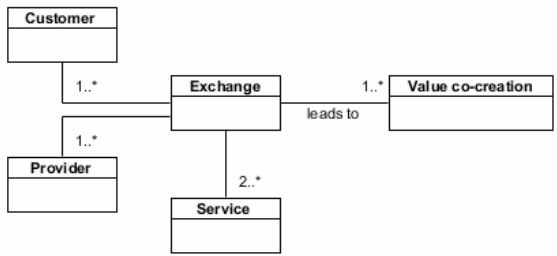 Customer
1..*
Exchange
1..*
Value co-creation
leads to
1..*
Provider
2..*
Service